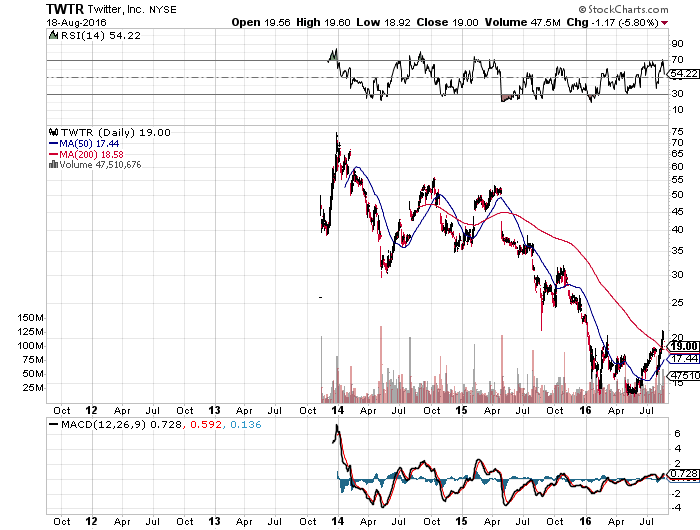 TWTR Twitter, Inc. NYSE © StockCharts.com
18-Aug-2016 Open 19.56 High 19.60 Low 18.92 Close 19.00 Volume 47.5M Chg -1.17 (-5.80%)
RSI(14) 54.22
90
70
54.22
50
30
10
TWTR (Daily) 19.00
MA(50) 17.44
MA(200) 18.58
Volume 47,510,676
75
70
65
60
55
50
45
40
35
30
25
20
19.00
17.44
47510
15
150M
125M
100M
75M
50M
25M
Oct 12 Apr Jul Oct 13 Apr Jul Oct 14 Apr Jul Oct 15 Apr Jul Oct 16 Apr Jul
MACD(12,26,9) 0.728, 0.592, 0.136
6
4
2
0.728
-2
-4
Oct 12 Apr Jul Oct 13 Apr Jul Oct 14 Apr Jul Oct 15 Apr Jul Oct 16 Apr Jul